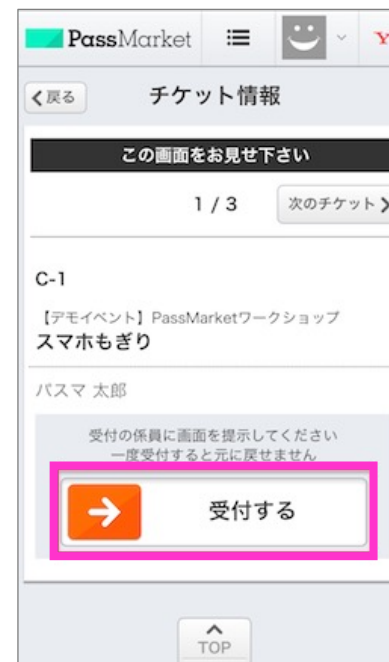 PassMarket
Y
戻る
チケット情報
この画面をお見せ下さい
1 / 3
次のチケット
C-1
【デモイベント】PassMarketワークショップ
スマホもぎり
パスマ 太郎
受付の係員に画面を提示してください
一度受付すると元に戻せません
受付する
TOP